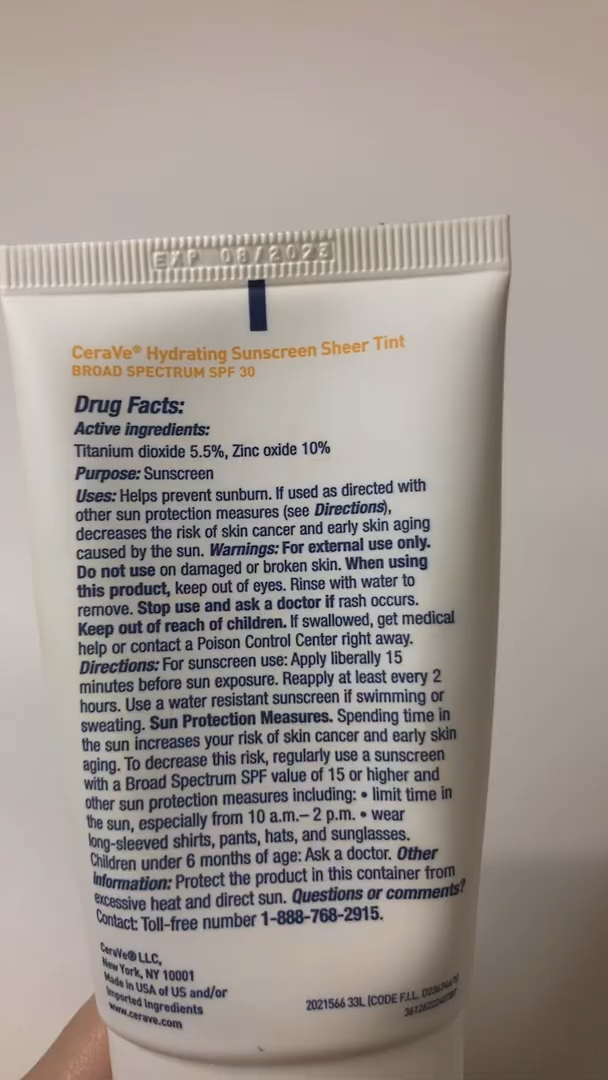 EXP 08/2023
CeraVe® Hydrating Sunscreen Sheer Tint
BROAD SPECTRUM SPF 30
Drug Facts:
Active ingredients:
Titanium dioxide 5.5%, Zinc oxide 10%
Purpose: Sunscreen
Uses: Helps prevent sunburn. If used as directed with
other sun protection measures (see Directions),
decreases the risk of skin cancer and early skin aging
caused by the sun. Warnings: For external use only.
Do not use on damaged or broken skin. When using
this product, keep out of eyes. Rinse with water to
remove. Stop use and ask a doctor if rash occurs.
Keep out of reach of children. If swallowed, get medical
help or contact a Poison Control Center right away.
Directions: For sunscreen use: Apply liberally 15
minutes before sun exposure. Reapply at least every 2
hours. Use a water resistant sunscreen if swimming or
sweating. Sun Protection Measures. Spending time in
the sun increases your risk of skin cancer and early skin
aging. To decrease this risk, regularly use a sunscreen
with a Broad Spectrum SPF value of 15 or higher and
other sun protection measures including: • limit time in
the sun, especially from 10 a.m.– 2 p.m. • wear
long-sleeved shirts, pants, hats, and sunglasses.
Children under 6 months of age: Ask a doctor. Other
information: Protect the product in this container from
excessive heat and direct sun. Questions or comments?
Contact: Toll-free number 1-888-768-2915.
CeraVe® LLC,
New York, NY 10001
Made in USA of US and/or
Imported Ingredients
www.cerave.com
2021566 33L (CODE F.I.L.